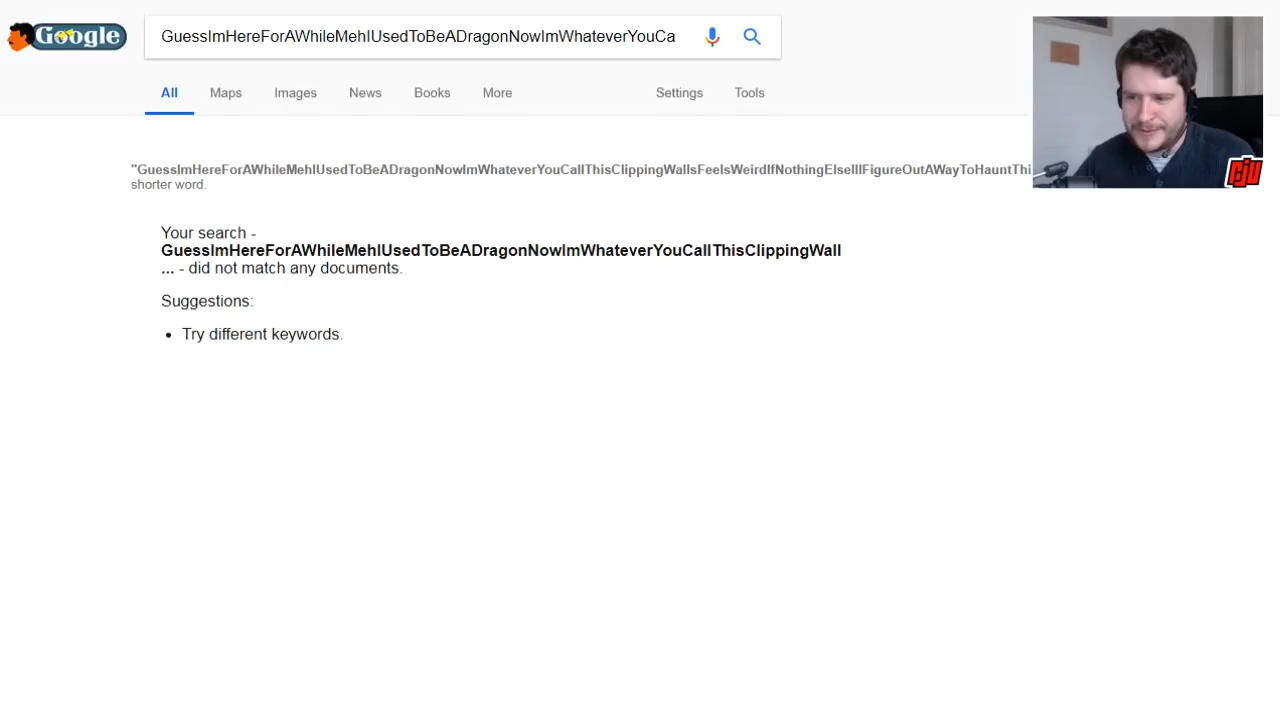 Google
GuessImHereForAWhileMehIUsedToBeADragonNowImWhateverYouCa
All Maps Images News Books More Settings Tools
"GuessImHereForAWhileMehIUsedToBeADragonNowImWhateverYouCallThisClippingWallsFeelsWeirdIfNothingElseIllFigureOutAWayToHauntThi
shorter word.
Your search -
GuessImHereForAWhileMehIUsedToBeADragonNowImWhateverYouCallThisClippingWall
... - did not match any documents.
Suggestions:
• Try different keywords.